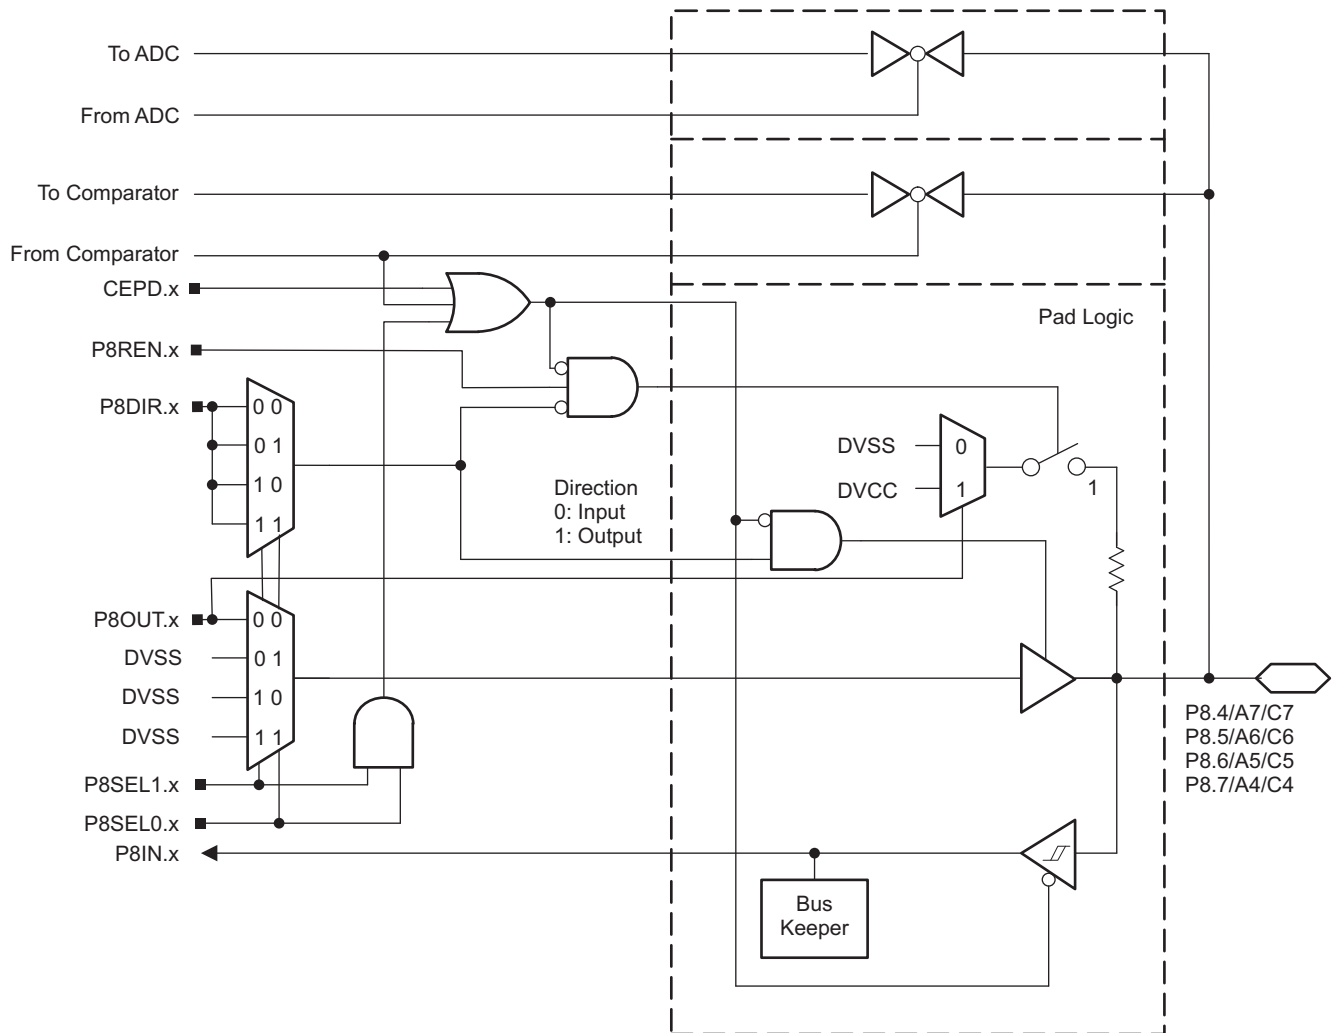 To ADC
From ADC
To Comparator
From Comparator
CEPD.x
Pad Logic
P8REN.x
P8DIR.x
0 0
0 1
1 0
1 1
DVSS
0
DVCC
1
1
Direction
0: Input
1: Output
P8OUT.x
0 0
DVSS
0 1
DVSS
1 0
DVSS
1 1
P8.4/A7/C7
P8.5/A6/C6
P8.6/A5/C5
P8.7/A4/C4
P8SEL1.x
P8SEL0.x
P8IN.x
Bus
Keeper